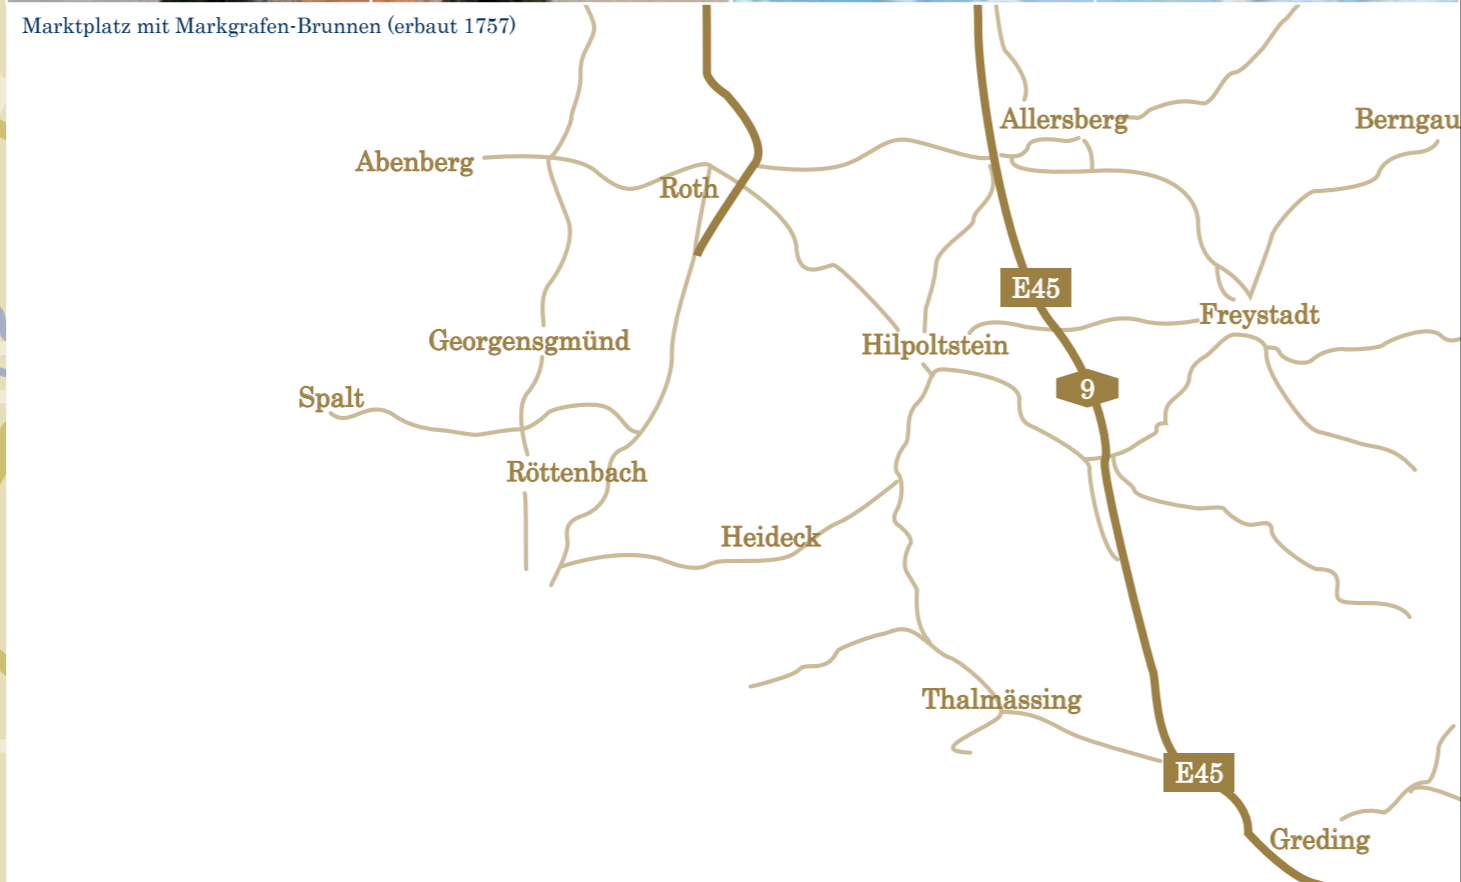 Marktplatz mit Markgrafen-Brunnen (erbaut 1757)
Allersberg
Berngau
Abenberg
Roth
E45
Freystadt
Georgensgmünd
Hilpoltstein
9
Spalt
Röttenbach
Heideck
Thalmässing
E45
Greding